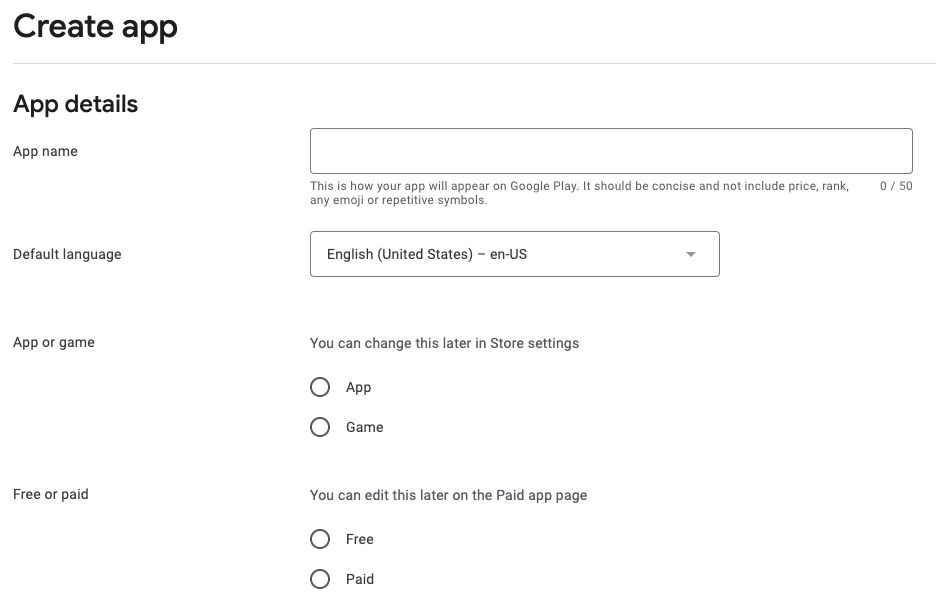 Create app
App details
App name
This is how your app will appear on Google Play. It should be concise and not include price, rank,
any emoji or repetitive symbols.
0 / 50
Default language
English (United States) – en-US
App or game
You can change this later in Store settings
App
Game
Free or paid
You can edit this later on the Paid app page
Free
Paid